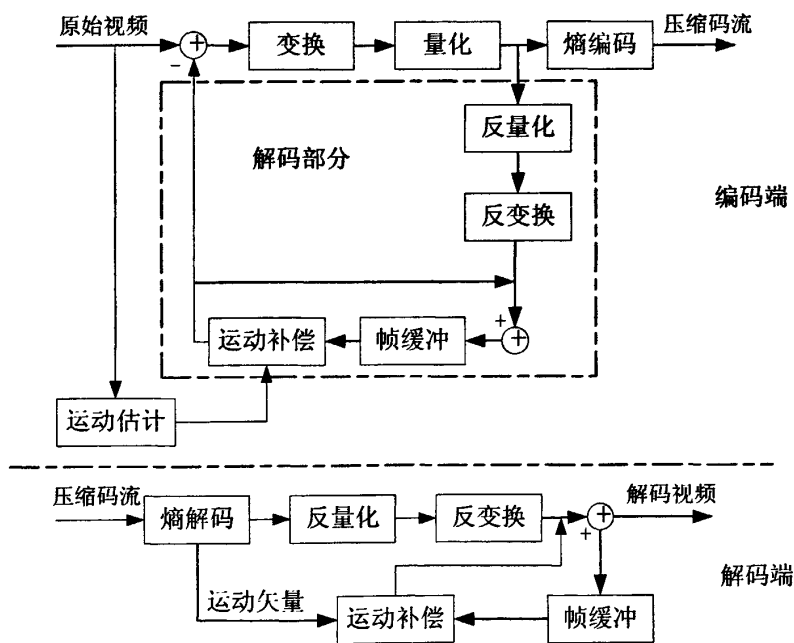 原始视频
+
−
变换
量化
熵编码
压缩码流
反量化
解码部分
反变换
编码端
+
+
运动补偿
帧缓冲
运动估计
压缩码流
熵解码
反量化
反变换
+
+
解码视频
解码端
运动矢量
运动补偿
帧缓冲